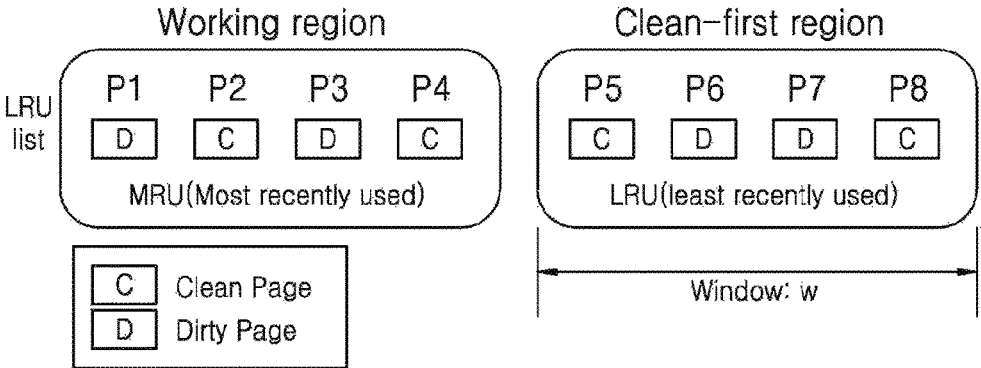 Working region
Clean-first region
LRU list
P1 P2 P3 P4
D C D C
MRU(Most recently used)
P5 P6 P7 P8
C D D C
LRU(least recently used)
Window: w
C Clean Page
D Dirty Page